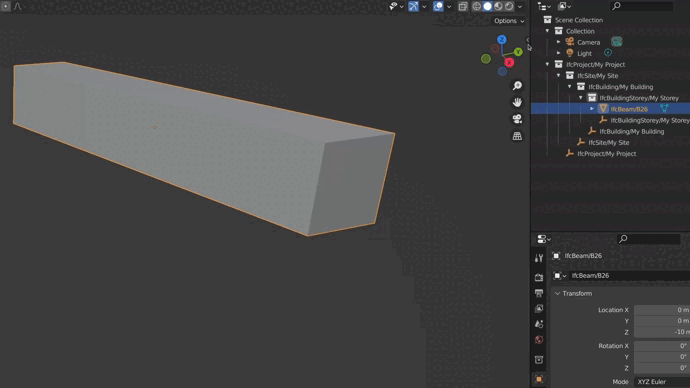 Options
Z
Y
X
Scene Collection
Collection
Camera
Light
IfcProject/My Project
IfcSite/My Site
IfcBuilding/My Building
IfcBuildingStorey/My Storey
IfcBeam/B26
IfcBuildingStorey/My Storey
IfcBuilding/My Building
IfcSite/My Site
IfcProject/My Project
IfcBeam/B26
IfcBeam/B26
Transform
Location X 0 m
Y 0 m
Z -10 m
Rotation X 0°
Y 0°
Z 0°
Mode XYZ Euler